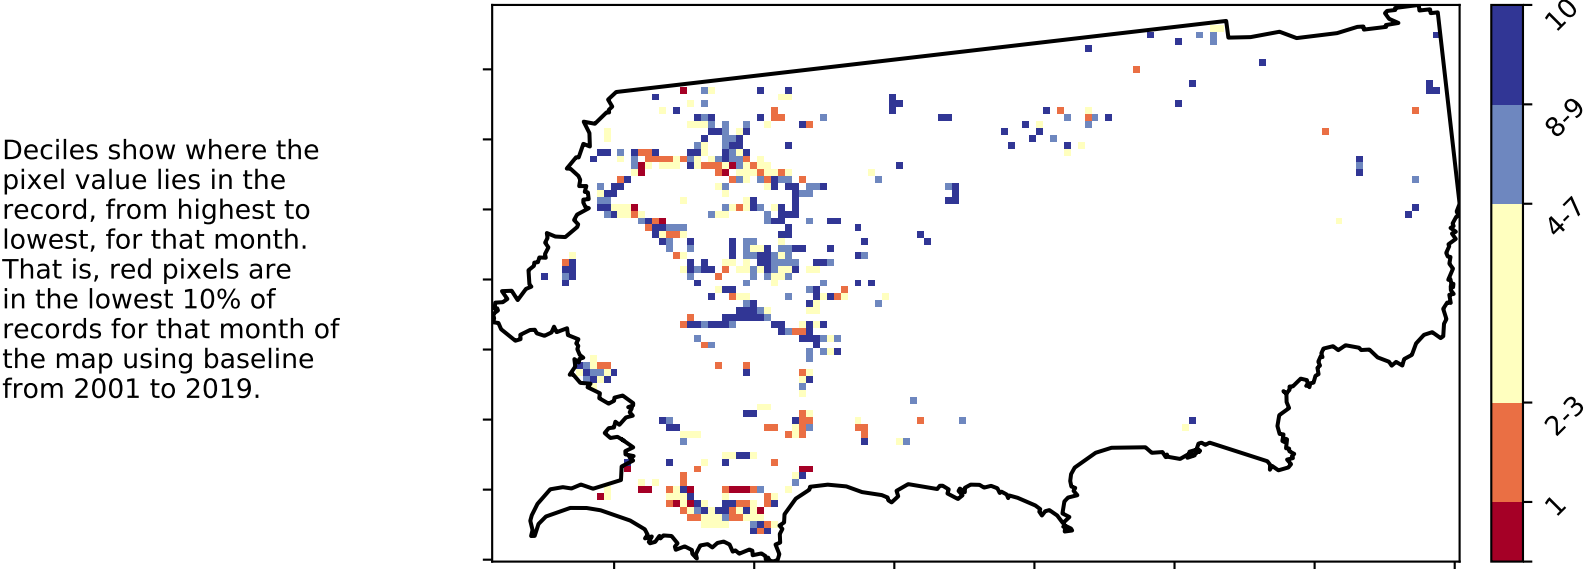 Deciles show where the
pixel value lies in the
record, from highest to
lowest, for that month.
That is, red pixels are
in the lowest 10% of
records for that month of
the map using baseline
from 2001 to 2019.
10
8-9
4-7
2-3
1